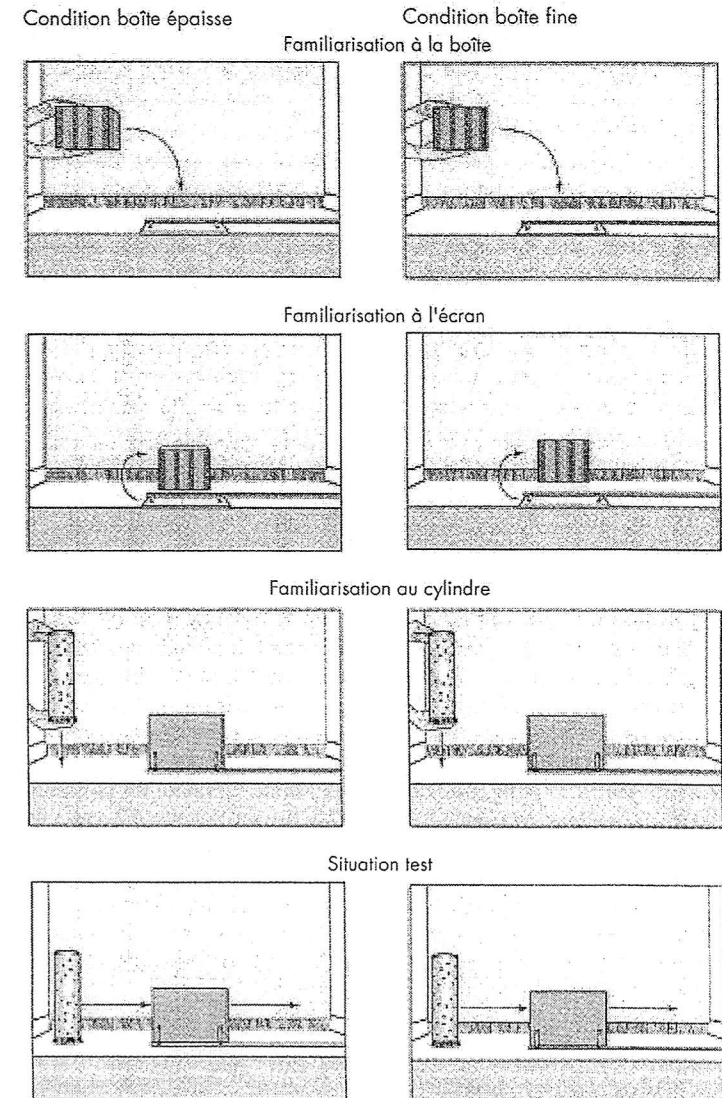 Condition boîte épaisse
Condition boîte fine
Familiarisation à la boîte
Familiarisation à l'écran
Familiarisation au cylindre
Situation test